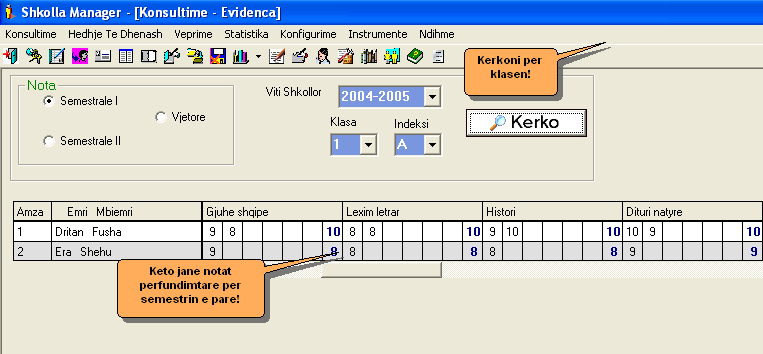 Shkolla Manager - [Konsultime - Evidenca]
Konsultime Hedhje Te Dhenash Veprime Statistika Konfigurime Instrumente Ndihme
Kerkoni per
klasen!
Nota
Semestrale I
Vjetore
Semestrale II
Viti Shkollor 2004-2005
Klasa Indeksi
1 A
Kerko
Amza Emri Mbiemri Gjuhe shqipe Lexim letrar Histori Dituri natyre
1 Dritan Fusha 9 8 10 8 8 10 9 10 10 10 9 10
2 Era Shehu 9 8 8 8 8 8 9 9
Keto jane notat
perfundimtare per
semestrin e pare!